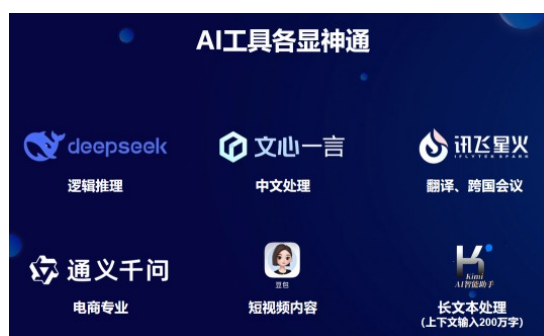 AI工具各显神通
deepseek
文心一言
讯飞星火
IFLYTEK SPARK
逻辑推理
中文处理
翻译、跨国会议
通义千问
豆包
Kimi
AI智能助手
电商专业
短视频内容
长文本处理
(上下文输入200万字)